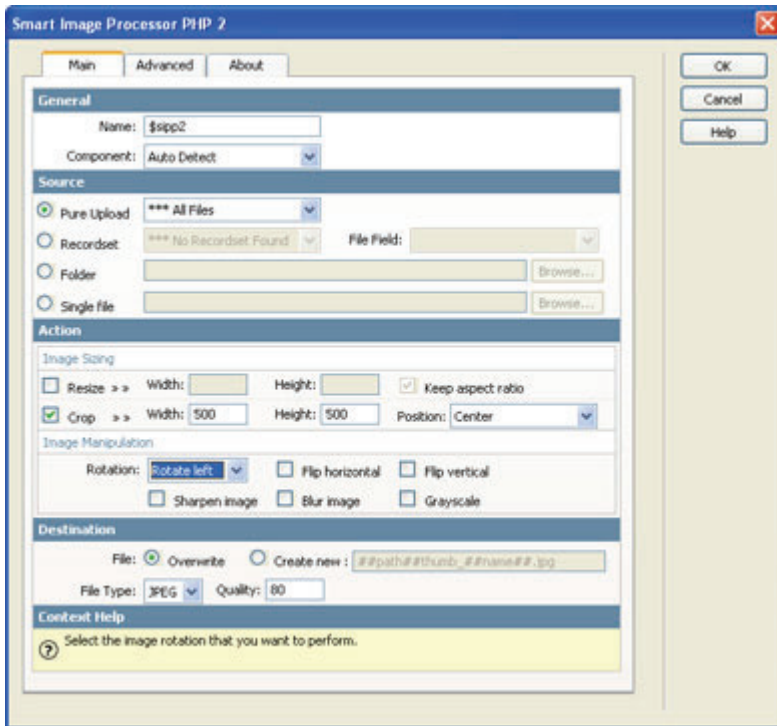 Smart Image Processor PHP 2
Main Advanced About
OK
Cancel
Help
General
Name: $sipp2
Component: Auto Detect
Source
Pure Upload *** All Files
Recordset *** No Recordset Found File Field:
Folder Browse...
Single file Browse...
Action
Image Sizing
Resize >> Width: Height: Keep aspect ratio
Crop >> Width: 500 Height: 500 Position: Center
Image Manipulation
Rotation: Rotate left Flip horizontal Flip vertical
Sharpen image Blur image Grayscale
Destination
File: Overwrite Create new : ##path##thumb_##name##.jpg
File Type: JPEG Quality: 80
Context Help
Select the image rotation that you want to perform.